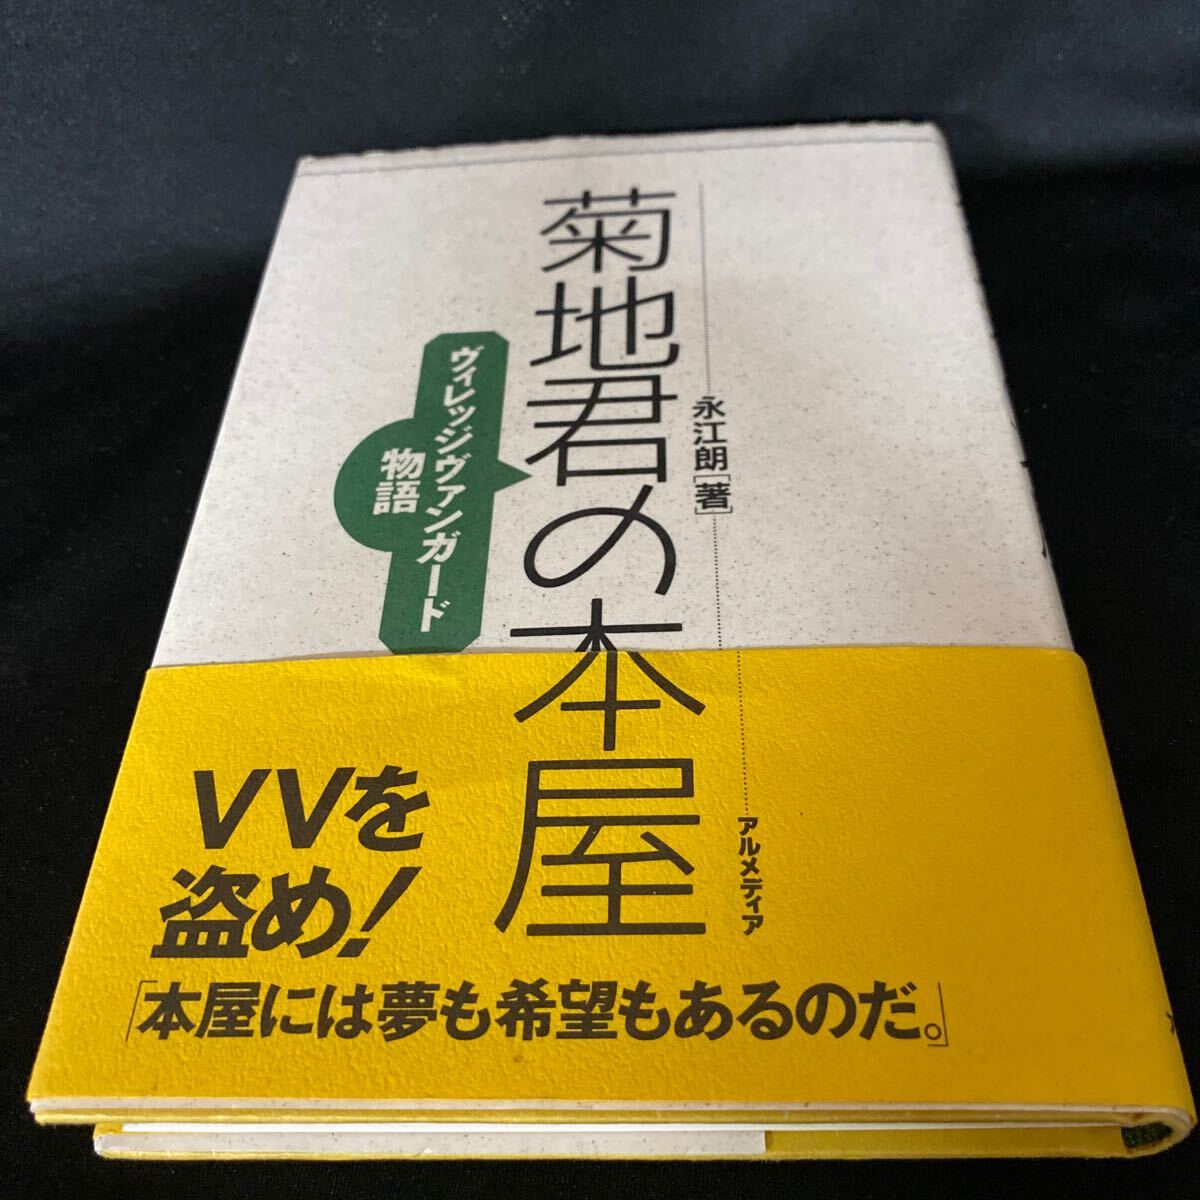 菊地君の本屋
ヴィレッジヴァンガード
物語
永江朗[著]
アルメディア
VVを
盗め!
「本屋には夢も希望もあるのだ。」